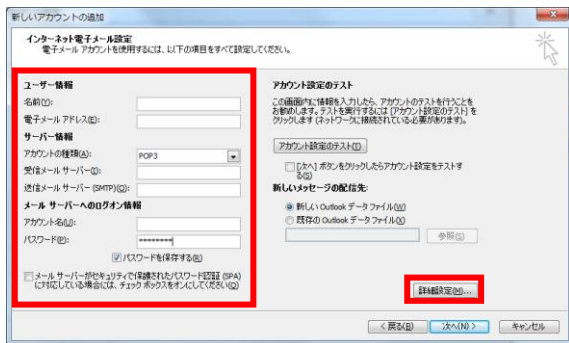 新しいアカウントの追加
インターネット電子メール設定
電子メール アカウントを使用するには、以下の項目をすべて設定してください。
ユーザー情報
名前(Y):
電子メール アドレス(E):
サーバー情報
アカウントの種類(A):
POP3
受信メール サーバー(I):
送信メール サーバー (SMTP)(O):
メール サーバーへのログオン情報
アカウント名(U):
パスワード(P):
********
パスワードを保存する(R)
メール サーバーがセキュリティで保護されたパスワード認証 (SPA)
に対応している場合には、チェック ボックスをオンにしてください(Q)
アカウント設定のテスト
この画面内に情報を入力したら、アカウントのテストを行うことを
お勧めします。テストを実行するには [アカウント設定のテスト] を
クリックします (ネットワークに接続されている必要があります)。
アカウント設定のテスト(T)
[次へ] ボタンをクリックしたらアカウント設定をテストす
る(S)
新しいメッセージの配信先:
新しい Outlook データ ファイル(W)
既存の Outlook データ ファイル(X)
参照(S)
詳細設定(M)...
< 戻る(B)
次へ(N) >
キャンセル